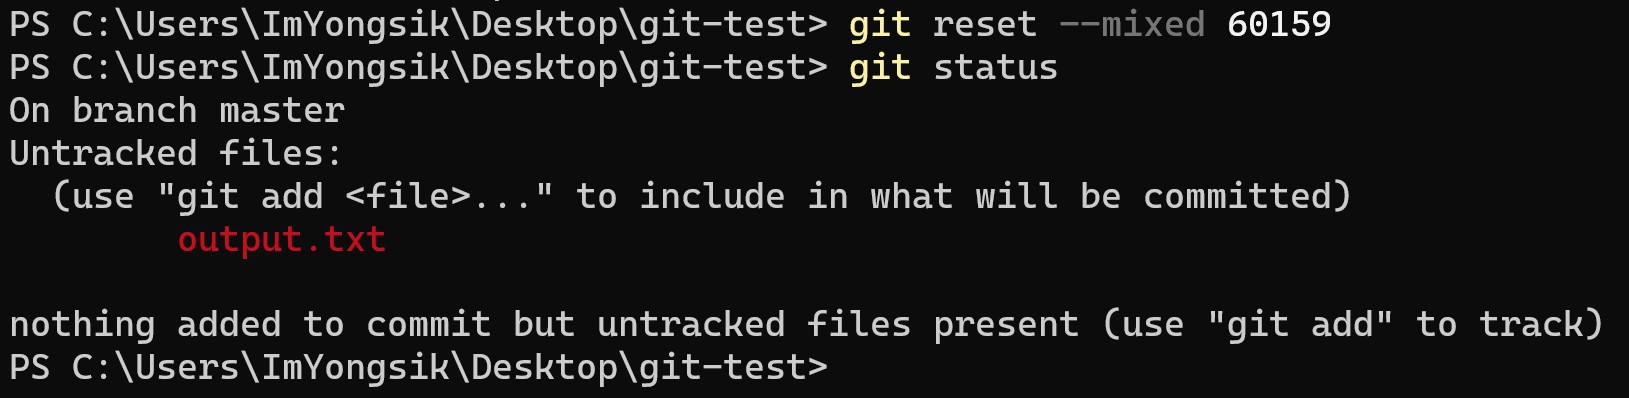 PS C:\Users\ImYongsik\Desktop\git-test> git reset --mixed 60159
PS C:\Users\ImYongsik\Desktop\git-test> git status
On branch master
Untracked files:
  (use "git add <file>..." to include in what will be committed)
        output.txt

nothing added to commit but untracked files present (use "git add" to track)
PS C:\Users\ImYongsik\Desktop\git-test>